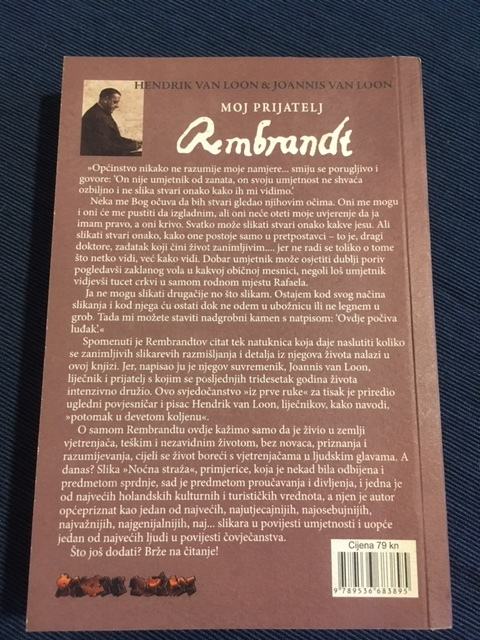 HENDRIK VAN LOON & JOANNIS VAN LOON
MOJ PRIJATELJ
Rembrandt
»Općinstvo nikako ne razumije moje namjere... smiju se porugljivo i
govore: 'On nije umjetnik od zanata, on svoju umjetnost ne shvaća
ozbiljno i ne slika stvari onako kako ih mi vidimo.'
Neka me Bog očuva da bih stvari gledao njihovim očima. Oni me mogu
i oni će me pustiti da izgladnim, ali oni neće oteti moje uvjerenje da ja
imam pravo, a oni krivo. Svatko može slikati stvari onako kakve jesu. Ali
slikati stvari onako, kako one postoje samo u pretpostavci – to je, dragi
doktore, zadatak koji čini život zanimljivim.... jer ne radi se toliko o tome
što netko vidi, već kako vidi. Dobar umjetnik može osjetiti dublji poriv
pogledavši zaklanog vola u kakvoj običnoj mesnici, negoli loš umjetnik
vidjevši tucet crkvi u samom rodnom mjestu Rafaela.
Ja ne mogu slikati drugačije no što slikam. Ostajem kod svog načina
slikanja i kod njega ću ostati dok ne odem u ubožnicu ili ne legnem u
grob. Tada mi možete staviti nadgrobni kamen s natpisom: 'Ovdje počiva
luđak'.«
Spomenuti je Rembrandtov citat tek natuknica koja daje naslutiti koliko
se zanimljivih slikarevih razmišljanja i detalja iz njegova života nalazi u
ovoj knjizi. Jer, napisao ju je njegov suvremenik, Joannis van Loon,
liječnik i prijatelj s kojim se posljednjih tridesetak godina života
intenzivno družio. Ovo svjedočanstvo »iz prve ruke« za tisak je priredio
ugledni povjesničar i pisac Hendrik van Loon, liječnikov, kako navodi,
»potomak u devetom koljenu«.
O samom Rembrandtu ovdje kažimo samo da je živio u zemlji
vjetrenjača, teškim i nezavidnim životom, bez novaca, priznanja i
razumijevanja, cijeli se život boreći s vjetrenjačama u ljudskim glavama. A
danas? Slika »Noćna straža«, primjerice, koja je nekad bila odbijena i
predmetom sprdnje, sad je predmetom proučavanja i divljenja, i jedna je
od najvećih holandskih kulturnih i turističkih vrednota, a njen je autor
općepriznat kao jedan od najvećih, najutjecajnijih, najosebujnijih,
najvažnijih, najgenijalnijih, naj... slikara u povijesti umjetnosti i uopće
jedan od najvećih ljudi u povijesti čovječanstva.
Što još dodati? Brže na čitanje!
Cijena 79 kn
9 789536 683895